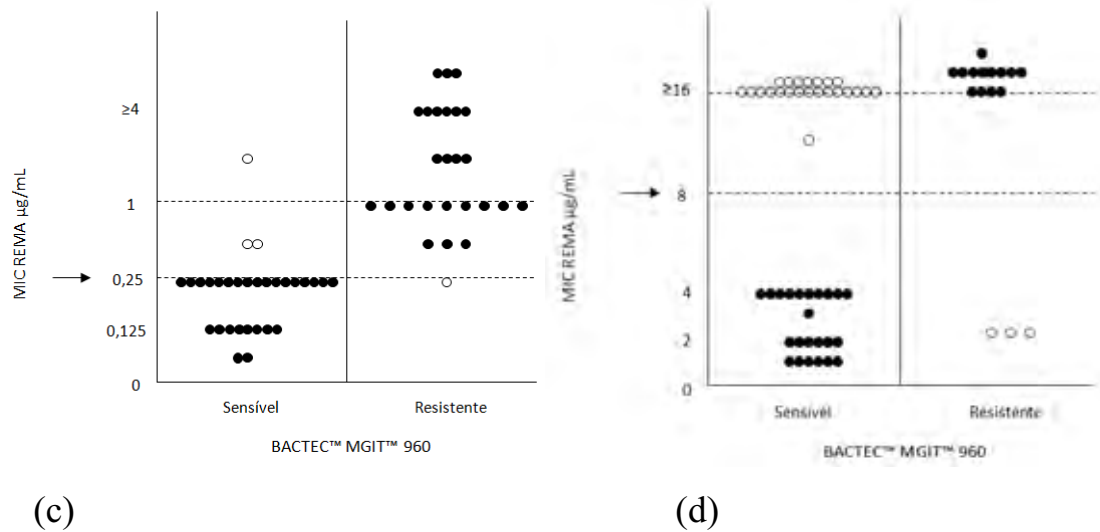 ≥4
1
0,25
0,125
0
MIC REMA µg/mL
Sensível Resistente
BACTEC™ MGIT™ 960
(c)
≥16
8
4
2
0
MIC REMA µg/mL
Sensível Resistente
BACTEC™ MGIT™ 960
(d)